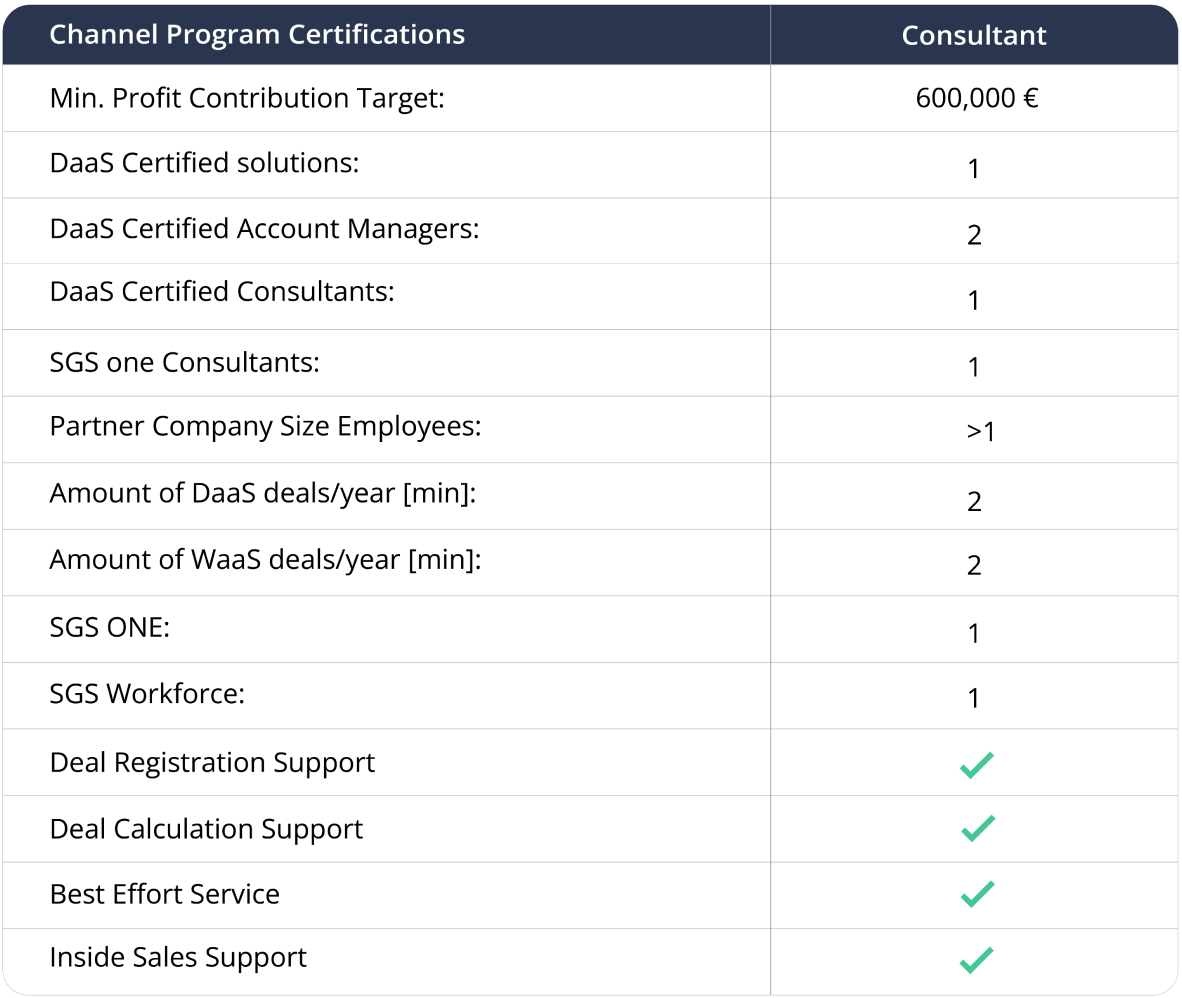 Channel Program Certifications Consultant
Min. Profit Contribution Target: 600,000 €
DaaS Certified solutions: 1
DaaS Certified Account Managers: 2
DaaS Certified Consultants: 1
SGS one Consultants: 1
Partner Company Size Employees: >1
Amount of DaaS deals/year [min]: 2
Amount of WaaS deals/year [min]: 2
SGS ONE: 1
SGS Workforce: 1
Deal Registration Support
Deal Calculation Support
Best Effort Service
Inside Sales Support